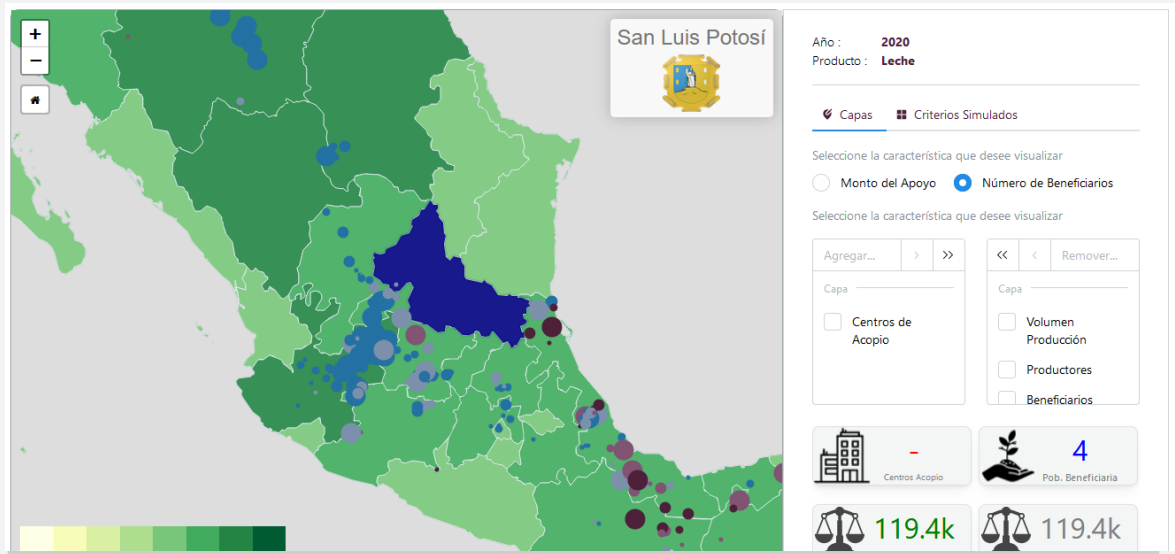 +
−
San Luis Potosí
Año : 2020
Producto : Leche
Capas Criterios Simulados
Seleccione la característica que desee visualizar
Monto del Apoyo Número de Beneficiarios
Seleccione la característica que desee visualizar
Agregar... > >>
<< < Remover...
Capa
Centros de
Acopio
Capa
Volumen
Producción
Productores
Beneficiarios
-
Centros Acopio
4
Pob. Beneficiaria
119.4k
119.4k